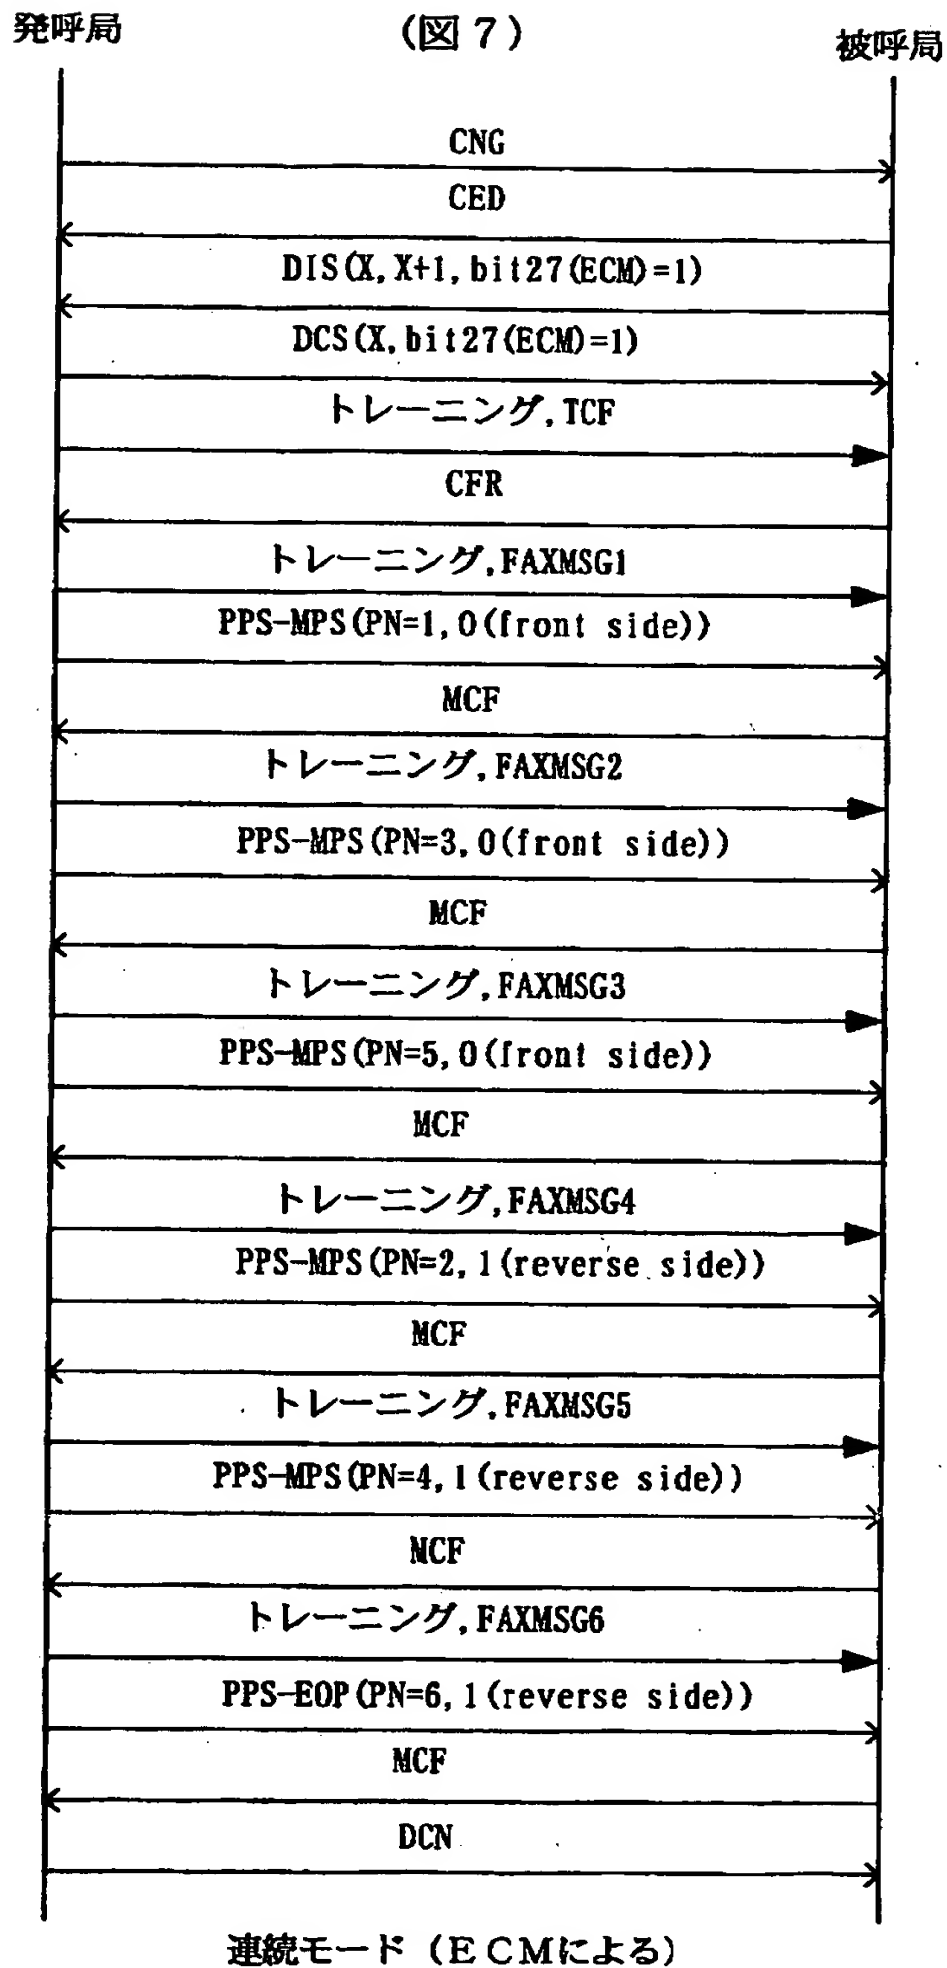 発呼局
(図7)
被呼局
CNG
CED
DIS(X,X+1,bit27(ECM)=1)
DCS(X,bit27(ECM)=1)
トレーニング,TCF
CFR
トレーニング,FAXMSG1
PPS-MPS(PN=1,0(front side))
MCF
トレーニング,FAXMSG2
PPS-MPS(PN=3,0(front side))
MCF
トレーニング,FAXMSG3
PPS-MPS(PN=5,0(front side))
MCF
トレーニング,FAXMSG4
PPS-MPS(PN=2,1(reverse side))
MCF
トレーニング,FAXMSG5
PPS-MPS(PN=4,1(reverse side))
MCF
トレーニング,FAXMSG6
PPS-EOP(PN=6,1(reverse side))
MCF
DCN
連続モード(ECMによる)